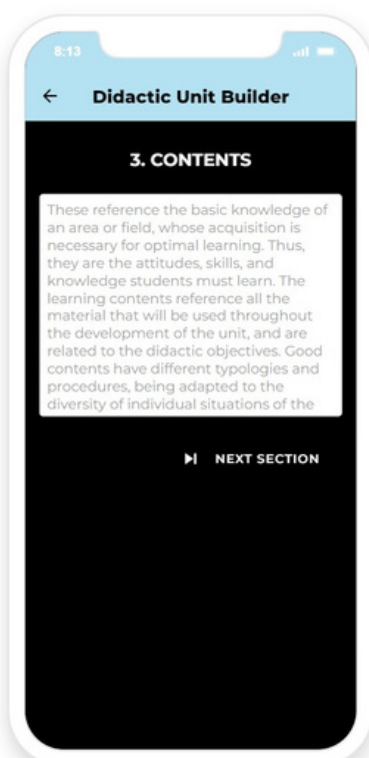 8:13
Didactic Unit Builder
3. CONTENTS
These reference the basic knowledge of
an area or field, whose acquisition is
necessary for optimal learning. Thus,
they are the attitudes, skills, and
knowledge students must learn. The
learning contents reference all the
material that will be used throughout
the development of the unit, and are
related to the didactic objectives. Good
contents have different typologies and
procedures, being adapted to the
diversity of individual situations of the
NEXT SECTION